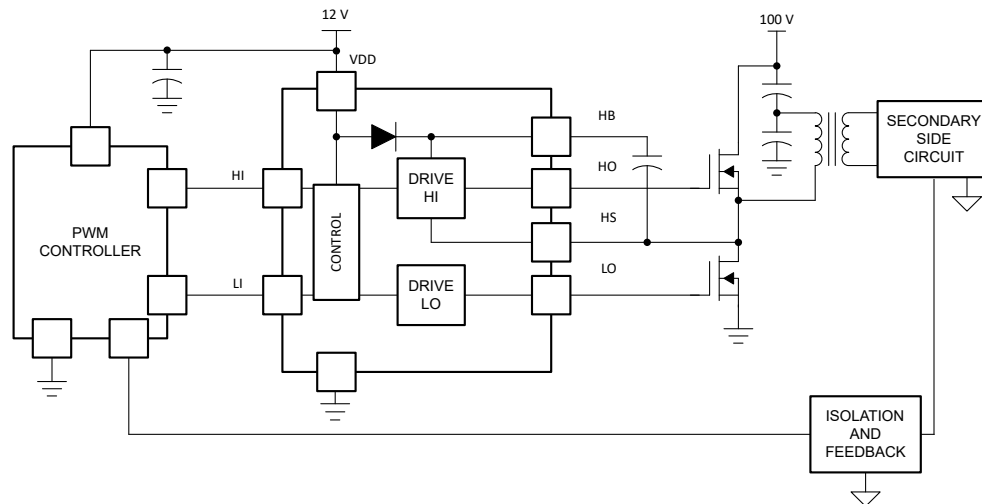 12 V
100 V
VDD
HB
SECONDARY
SIDE
CIRCUIT
HI
DRIVE
HI
HO
PWM
CONTROLLER
CONTROL
HS
LI
DRIVE
LO
LO
ISOLATION
AND
FEEDBACK